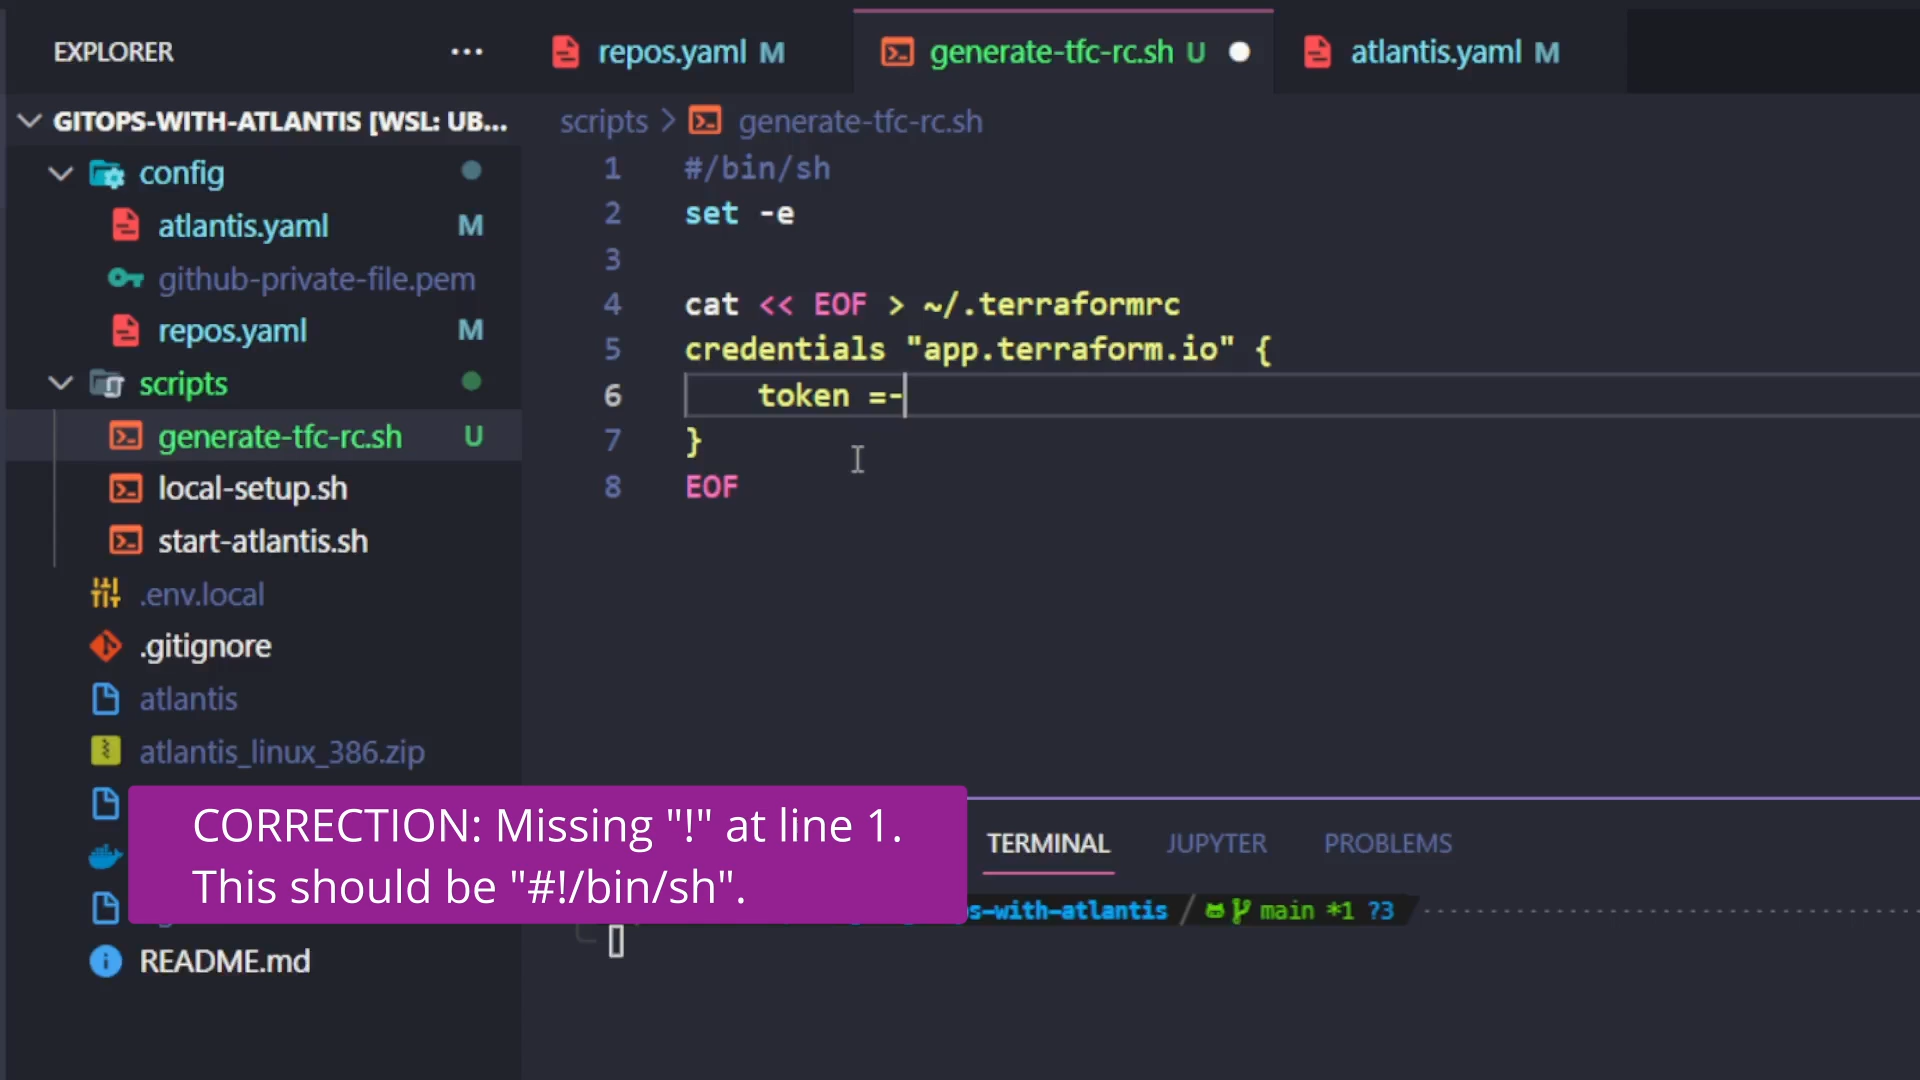 EXPLORER
repos.yaml M
generate-tfc-rc.sh U
atlantis.yaml M
GITOPS-WITH-ATLANTIS [WSL: UB...
scripts > generate-tfc-rc.sh
config
atlantis.yaml M
github-private-file.pem
repos.yaml M
scripts
generate-tfc-rc.sh U
local-setup.sh
start-atlantis.sh
.env.local
.gitignore
atlantis
atlantis_linux_386.zip
README.md
1 #/bin/sh
2 set -e
3
4 cat << EOF > ~/.terraformrc
5 credentials "app.terraform.io" {
6 token =-
7 }
8 EOF
CORRECTION: Missing "!" at line 1.
This should be "#!/bin/sh".
TERMINAL JUPYTER PROBLEMS
s-with-atlantis / main *1 ?3